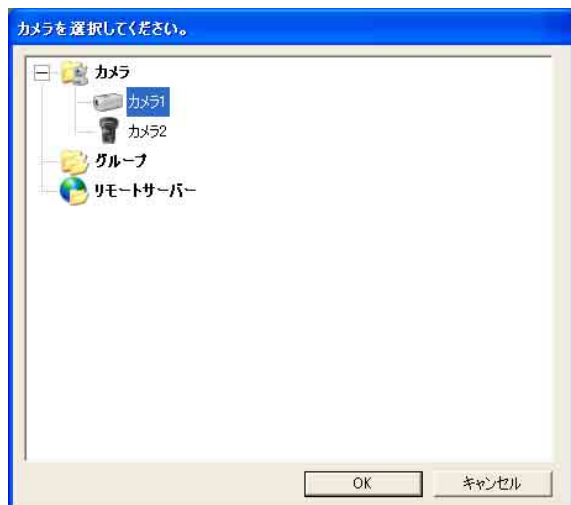 カメラを選択してください。
カメラ
カメラ1
カメラ2
グループ
リモートサーバー
OK
キャンセル